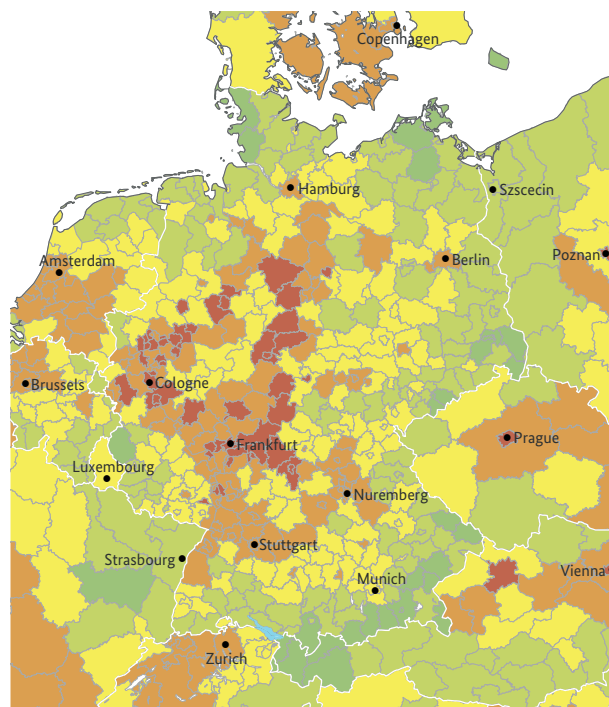 Copenhagen
Hamburg
Szscecin
Amsterdam
Berlin
Poznan
Brussels
Cologne
Frankfurt
Prague
Luxembourg
Nuremberg
Strasbourg
Stuttgart
Munich
Vienna
Zurich